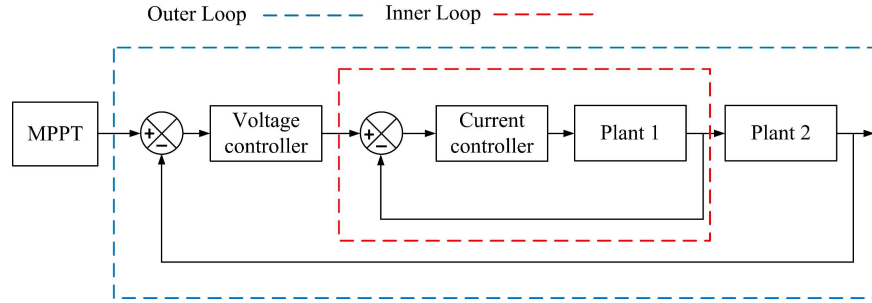 Outer Loop
Inner Loop
MPPT
+
−
Voltage
controller
+
−
Current
controller
Plant 1
Plant 2